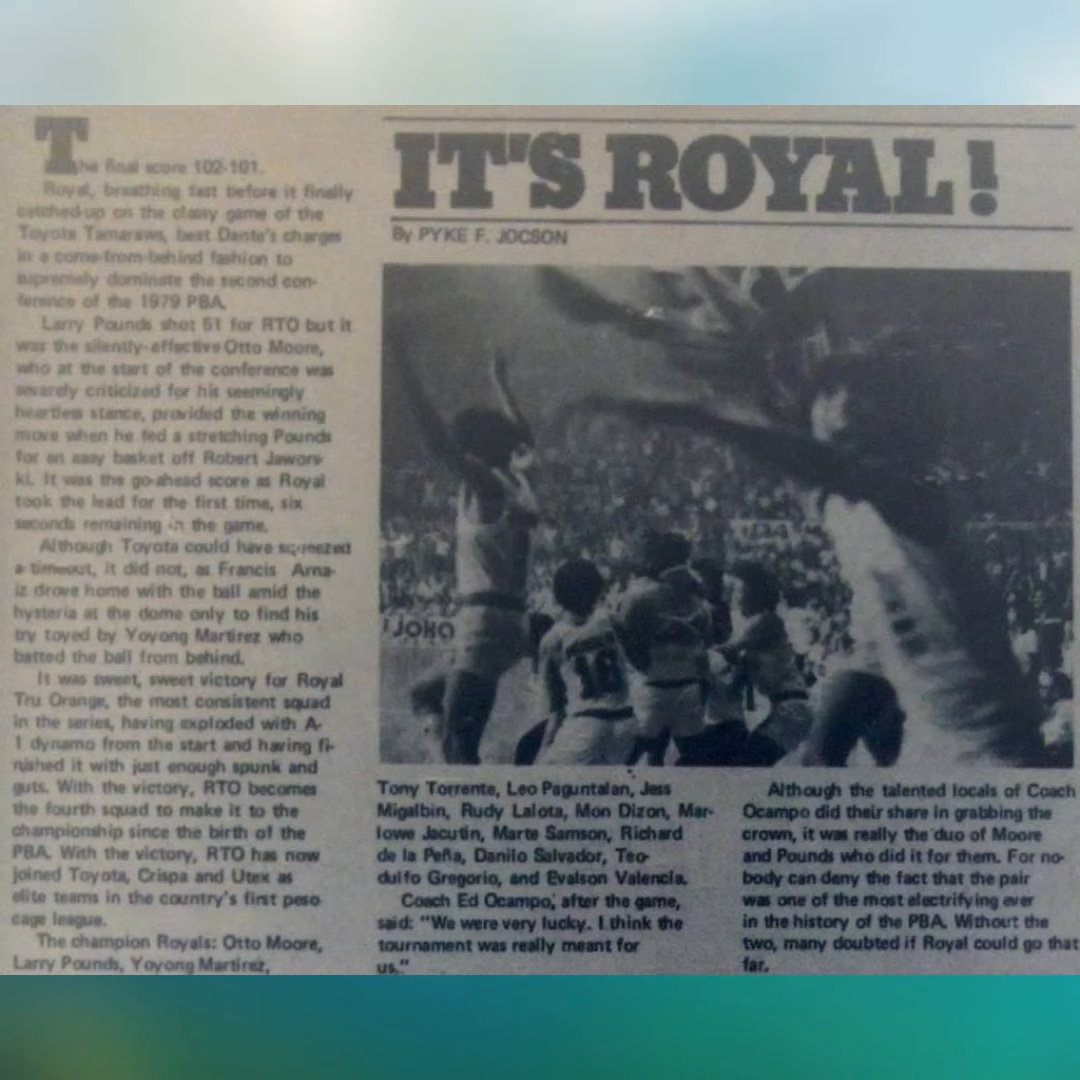 IT'S ROYAL!
By PYKE F. JOCSON
The final score 102-101.
Royal, breathing fast before it finally
catched-up on the classy game of the
Toyota Tamaraws, beat Dante's charges
in a come-from-behind fashion to
supremely dominate the second con-
ference of the 1979 PBA.
Larry Pounds shot 51 for RTO but it
was the silently-effective Otto Moore,
who at the start of the conference was
severely criticized for his seemingly
heartless stance, provided the winning
move when he fed a stretching Pounds
for an easy basket off Robert Jawors-
ki. It was the go-ahead score as Royal
took the lead for the first time, six
seconds remaining in the game.
Although Toyota could have squeezed
a timeout, it did not, as Francis Arna-
iz drove home with the ball amid the
hysteria at the dome only to find his
try toyed by Yoyong Martirez who
batted the ball from behind.
It was sweet, sweet victory for Royal
Tru Orange, the most consistent squad
in the series, having exploded with A-
1 dynamo from the start and having fi-
nished it with just enough spunk and
guts. With the victory, RTO becomes
the fourth squad to make it to the
championship since the birth of the
PBA. With the victory, RTO has now
joined Toyota, Crispa and Utex as
elite teams in the country's first peso
cage league.
The champion Royals: Otto Moore,
Larry Pounds, Yoyong Martirez,
JOHO
18
Tony Torrente, Leo Paguntalan, Jess
Migalbin, Rudy Lalota, Mon Dizon, Mar-
lowe Jacutin, Marte Samson, Richard
de la Peña, Danilo Salvador, Teo-
dulfo Gregorio, and Evalson Valencia.
Coach Ed Ocampo, after the game,
said: "We were very lucky. I think the
tournament was really meant for
us."
Although the talented locals of Coach
Ocampo did their share in grabbing the
crown, it was really the duo of Moore
and Pounds who did it for them. For no-
body can deny the fact that the pair
was one of the most electrifying ever
in the history of the PBA. Without the
two, many doubted if Royal could go that
far.